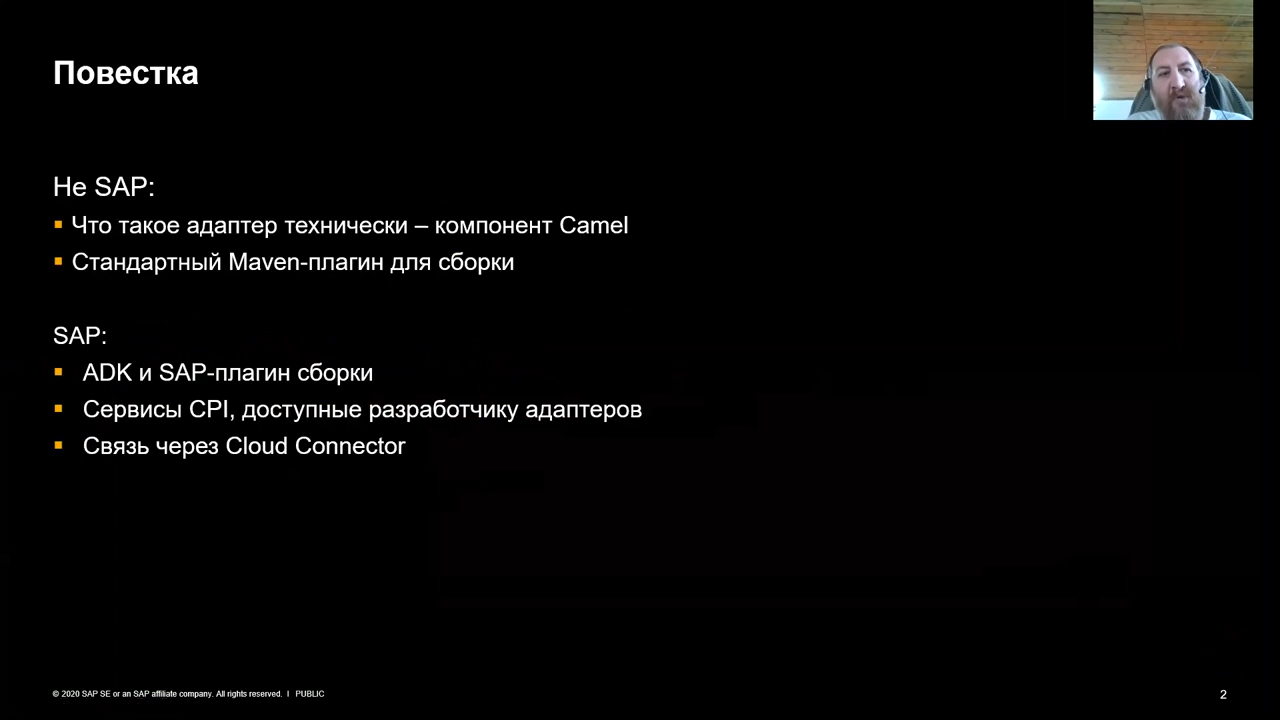 Повестка
Не SAP:
▪ Что такое адаптер технически – компонент Camel
▪ Стандартный Maven-плагин для сборки
SAP:
▪ ADK и SAP-плагин сборки
▪ Сервисы CPI, доступные разработчику адаптеров
▪ Связь через Cloud Connector
© 2020 SAP SE or an SAP affiliate company. All rights reserved. I PUBLIC
2